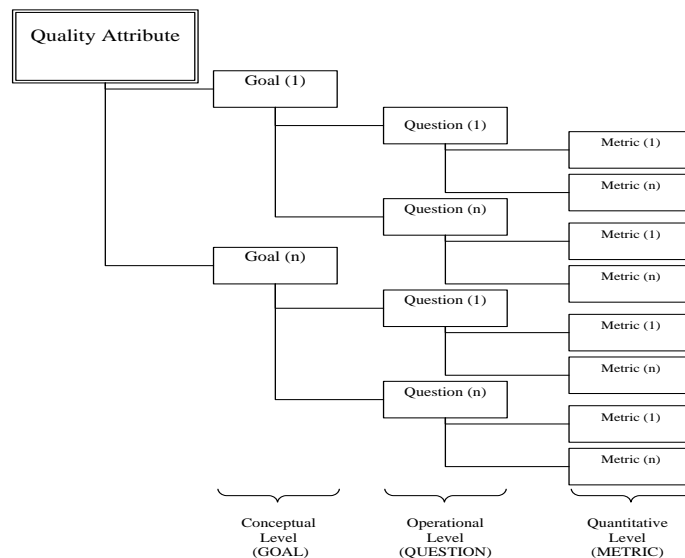 Quality Attribute
Goal (1)
Question (1)
Metric (1)
Metric (n)
Question (n)
Metric (1)
Metric (n)
Goal (n)
Question (1)
Metric (1)
Metric (n)
Question (n)
Metric (1)
Metric (n)
Conceptual
Level
(GOAL)
Operational
Level
(QUESTION)
Quantitative
Level
(METRIC)